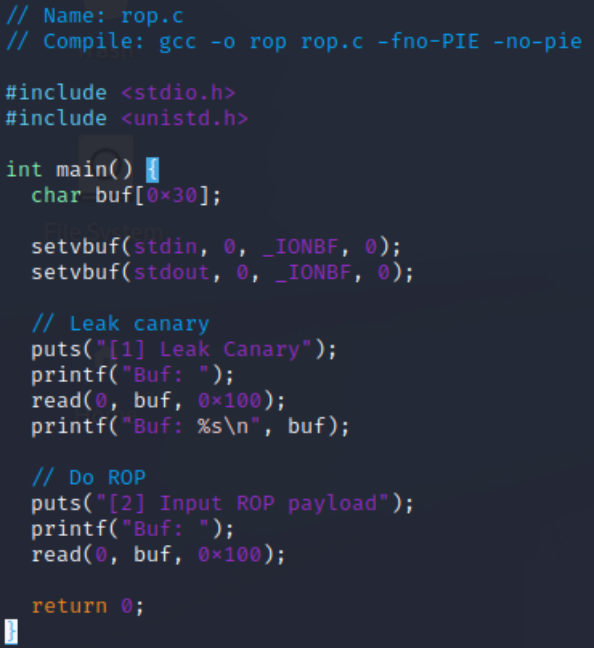 // Name: rop.c
// Compile: gcc -o rop rop.c -fno-PIE -no-pie
#include <stdio.h>
#include <unistd.h>
int main() {
char buf[0x30];
setvbuf(stdin, 0, _IONBF, 0);
setvbuf(stdout, 0, _IONBF, 0);
// Leak canary
puts("[1] Leak Canary");
printf("Buf: ");
read(0, buf, 0x100);
printf("Buf: %s\n", buf);
// Do ROP
puts("[2] Input ROP payload");
printf("Buf: ");
read(0, buf, 0x100);
return 0;
}